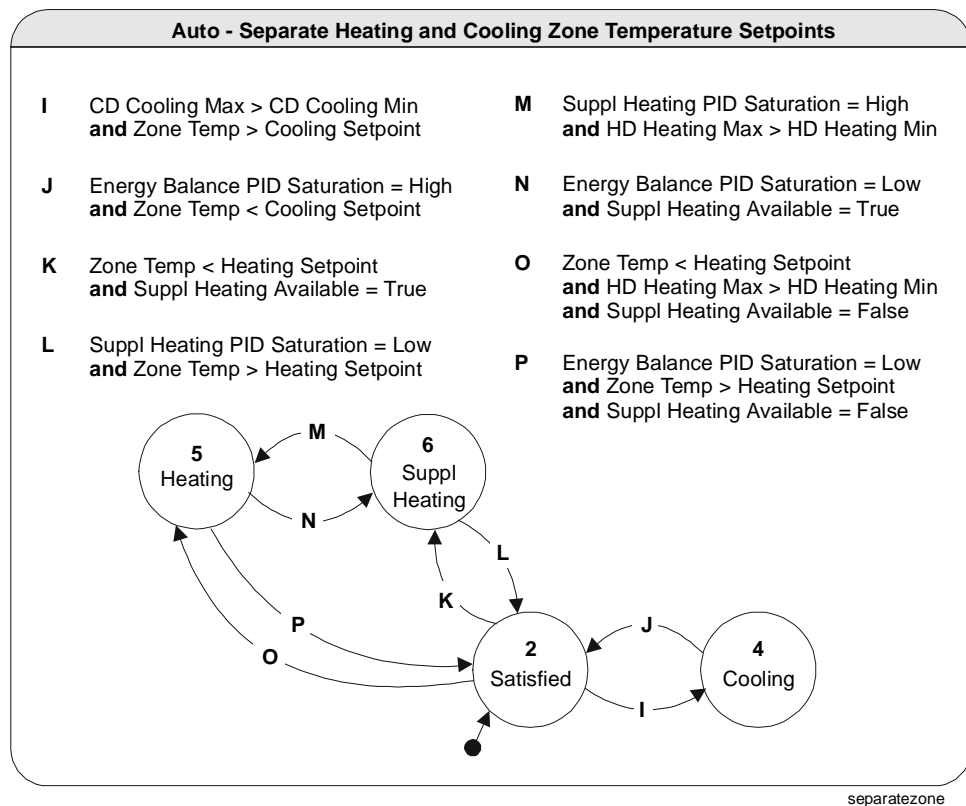 Auto - Separate Heating and Cooling Zone Temperature Setpoints
I CD Cooling Max > CD Cooling Min
and Zone Temp > Cooling Setpoint
J Energy Balance PID Saturation = High
and Zone Temp < Cooling Setpoint
K Zone Temp < Heating Setpoint
and Suppl Heating Available = True
L Suppl Heating PID Saturation = Low
and Zone Temp > Heating Setpoint
M Suppl Heating PID Saturation = High
and HD Heating Max > HD Heating Min
N Energy Balance PID Saturation = Low
and Suppl Heating Available = True
O Zone Temp < Heating Setpoint
and HD Heating Max > HD Heating Min
and Suppl Heating Available = False
P Energy Balance PID Saturation = Low
and Zone Temp > Heating Setpoint
and Suppl Heating Available = False
5
Heating
M
N
6
Suppl
Heating
L
K
P
O
2
Satisfied
J
I
4
Cooling
separatezone